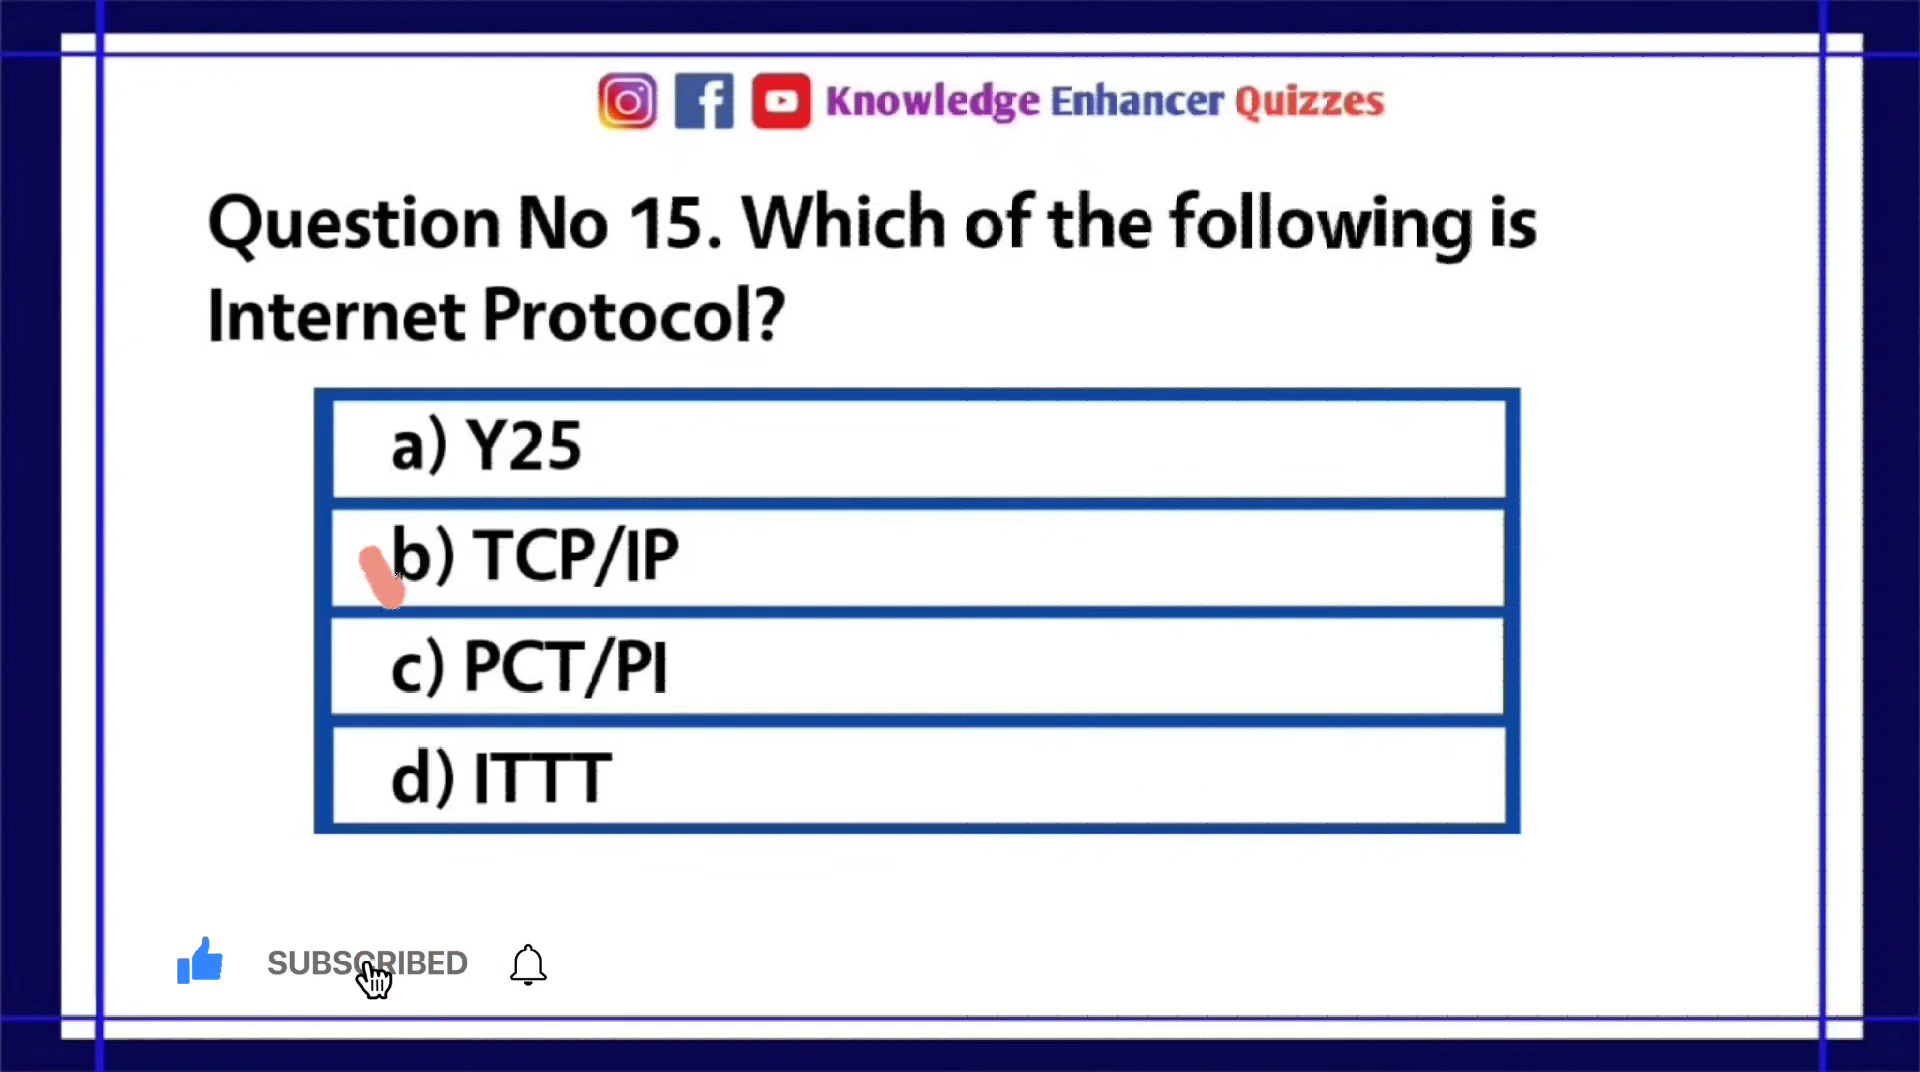 Knowledge Enhancer Quizzes
Question No 15. Which of the following is
Internet Protocol?
a) Y25
b) TCP/IP
c) PCT/PI
d) ITTT
SUBSCRIBED